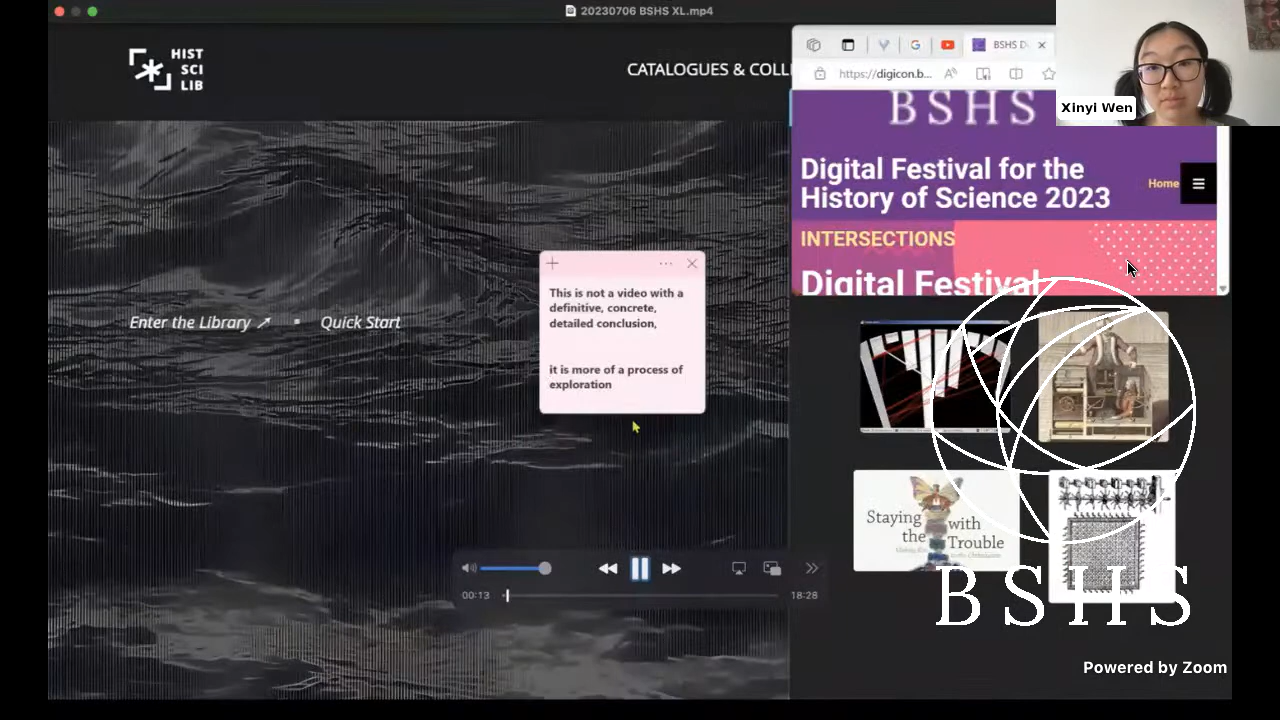 20230706 BSHS XL.mp4
HIST
SCI
LIB
CATALOGUES & COLL
BSHS D
https://digicon.b...
Xinyi Wen
BSHS
Digital Festival for the
History of Science 2023
Home
INTERSECTIONS
Digital Festival
Enter the Library ↗ ▪ Quick Start
This is not a video with a
definitive, concrete,
detailed conclusion,
it is more of a process of
exploration
Staying with
the Trouble
00:13
18:28
BSHS
Powered by Zoom